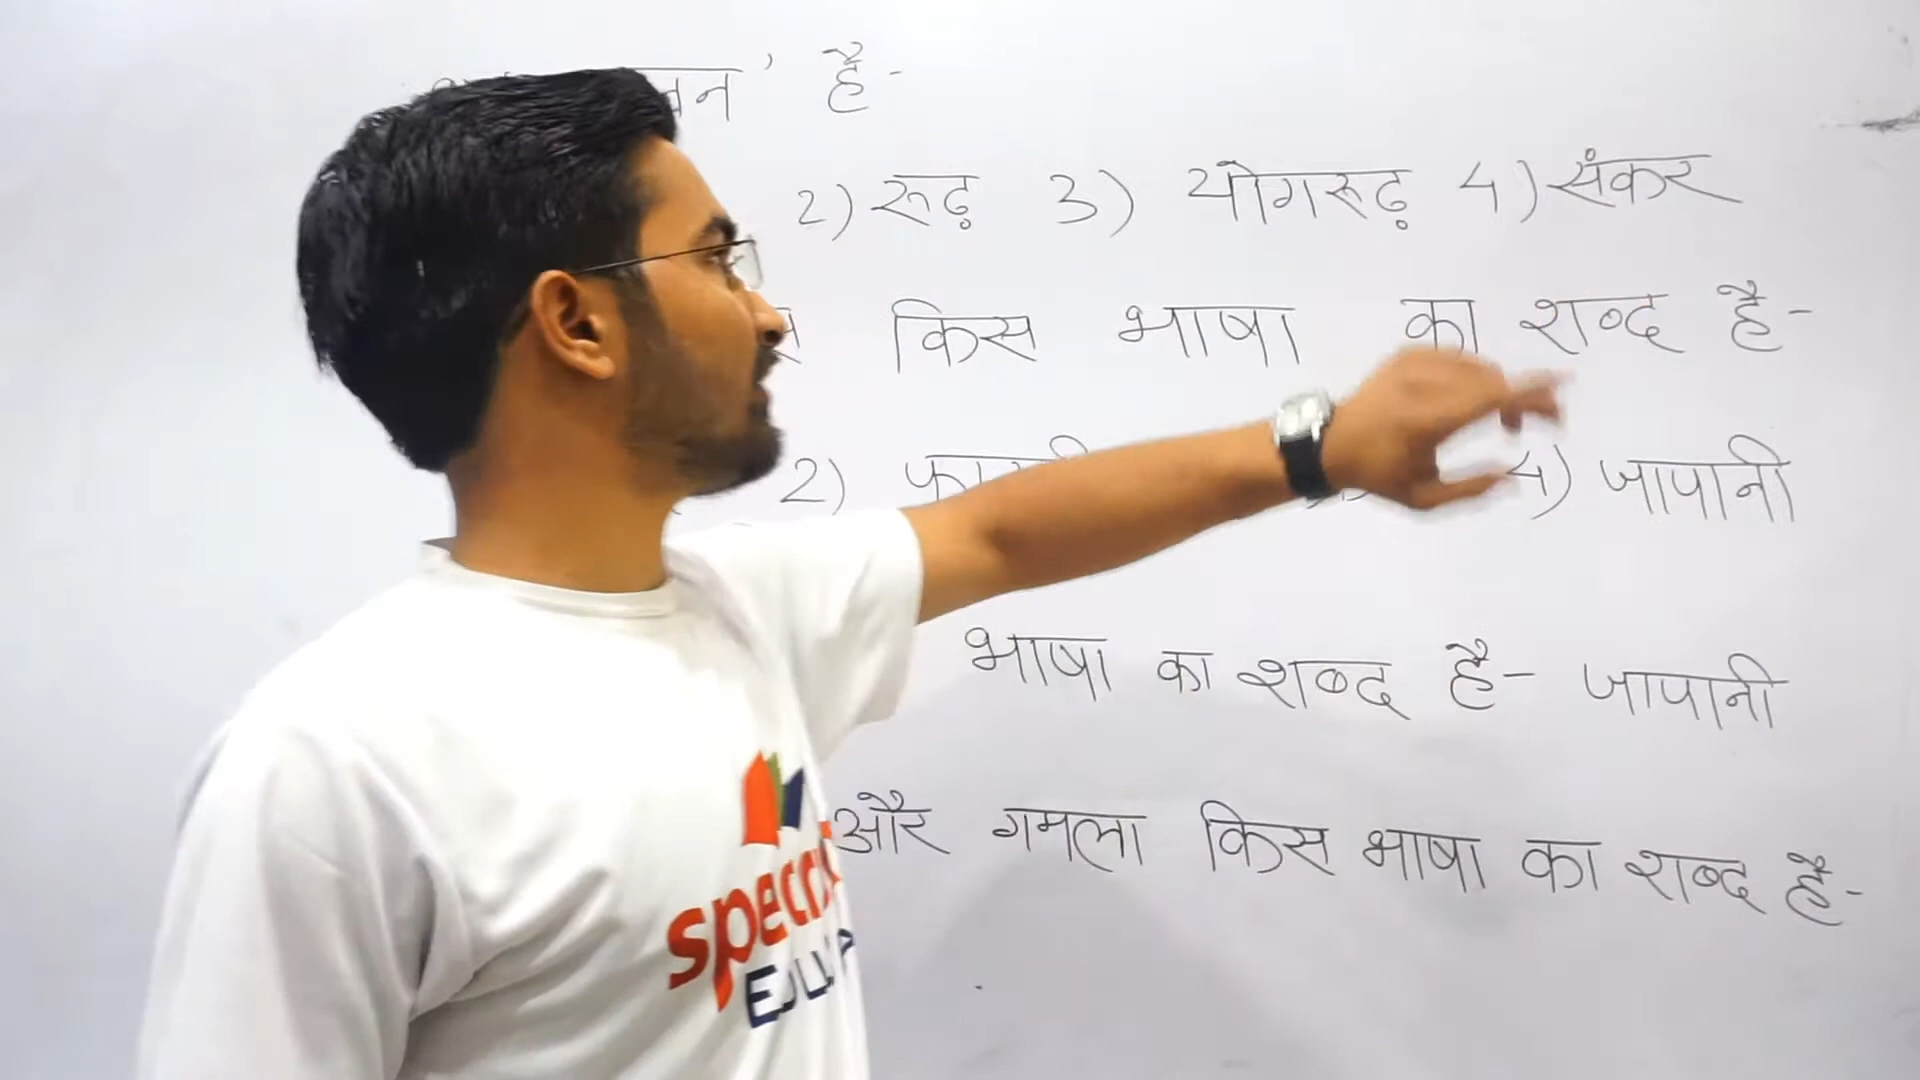 है-
2) रूढ़ 3) योगरूढ़ 4) संकर
किस भाषा का शब्द है-
2) 4) जापानी
भाषा का शब्द है- जापानी
और गमला किस भाषा का शब्द है-